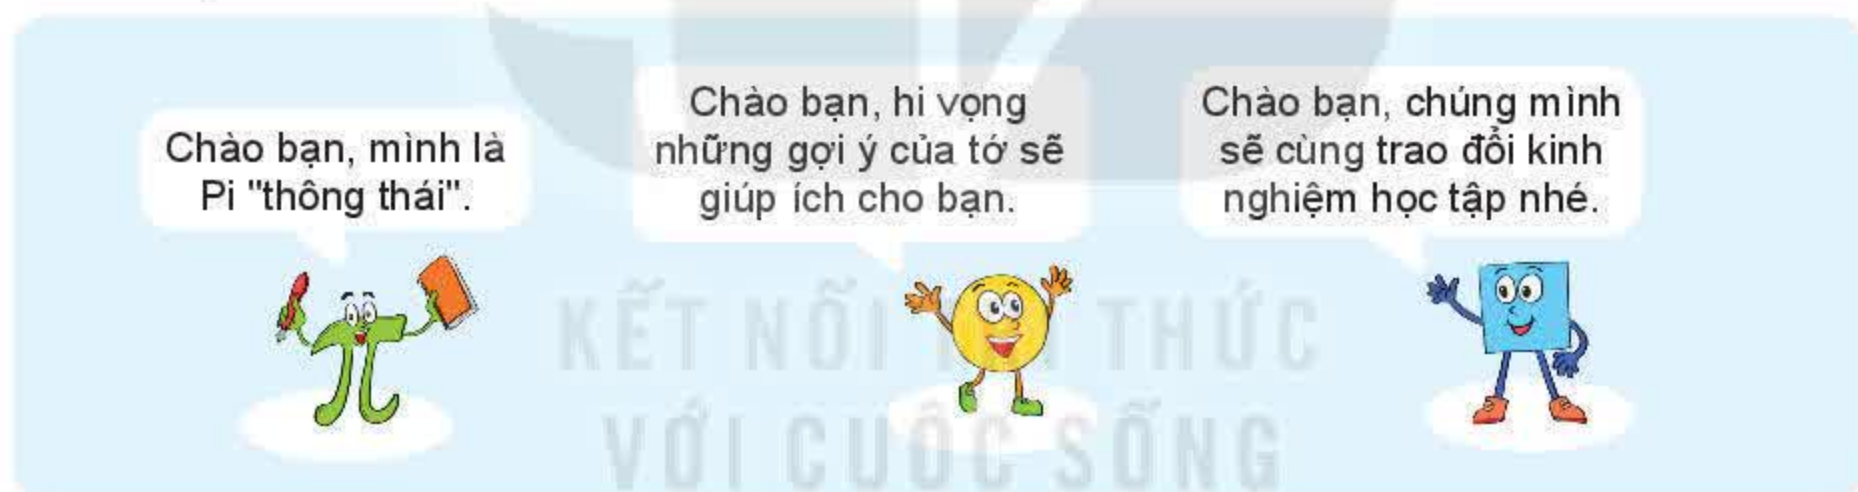 Chào bạn, mình là
Pi "thông thái".
Chào bạn, hi vọng
những gợi ý của tớ sẽ
giúp ích cho bạn.
Chào bạn, chúng mình
sẽ cùng trao đổi kinh
nghiệm học tập nhé.
KẾT NỐI TRI THỨC
VỚI CUỘC SỐNG